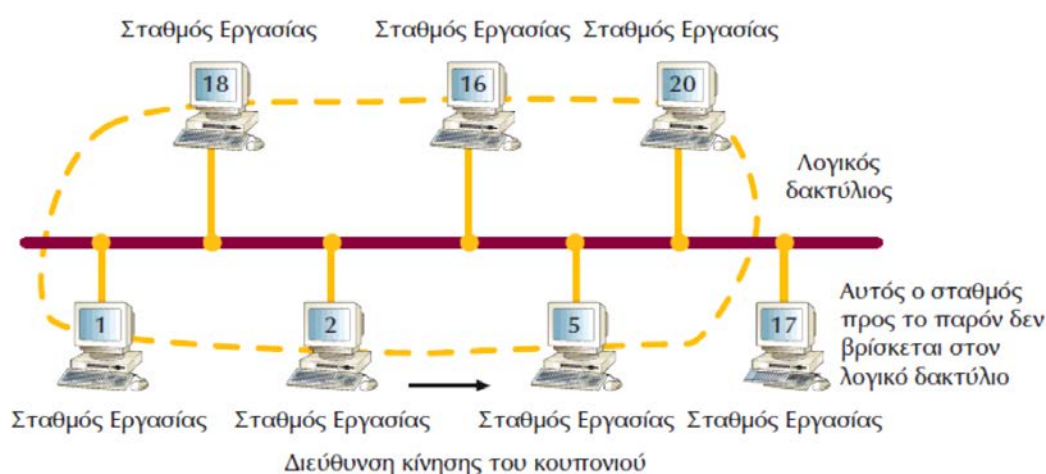 Σταθμός Εργασίας Σταθμός Εργασίας Σταθμός Εργασίας
18 16 20
Λογικός
δακτύλιος
1 2 5 17
Αυτός ο σταθμός
προς το παρόν δεν
βρίσκεται στον
λογικό δακτύλιο
Σταθμός Εργασίας Σταθμός Εργασίας Σταθμός Εργασίας Σταθμός Εργασίας
Διεύθυνση κίνησης του κουπονιού